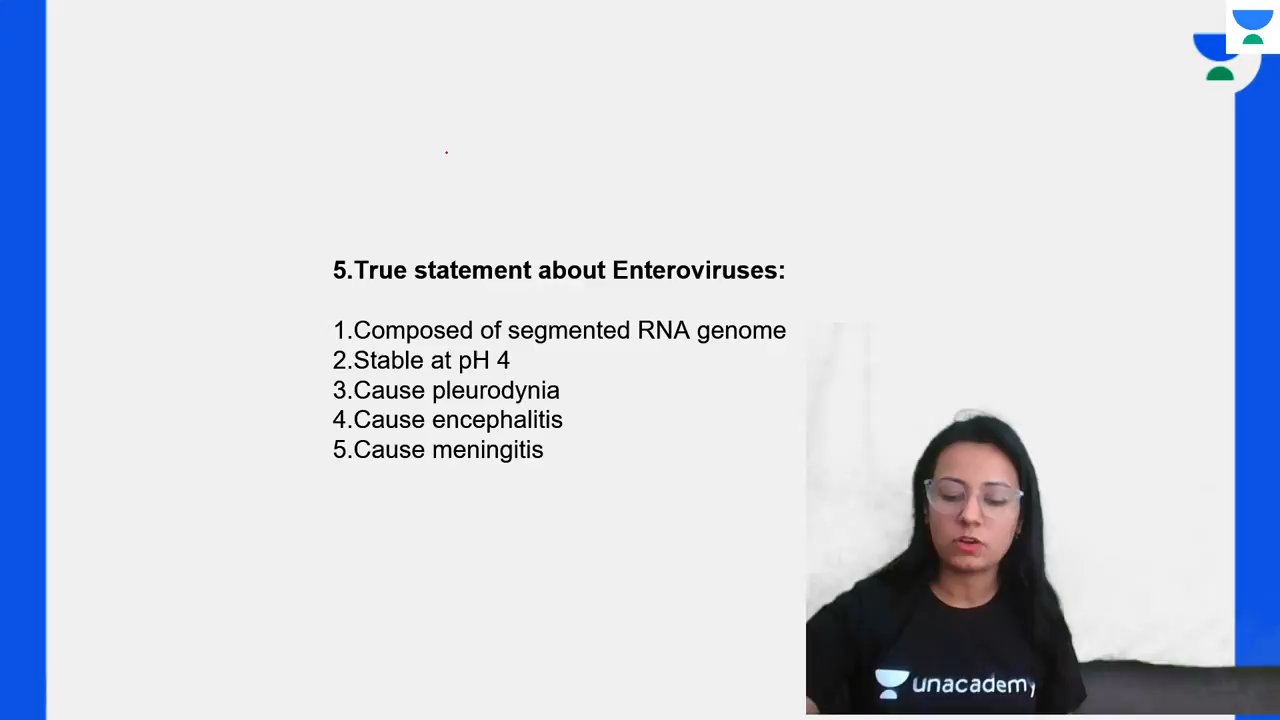 5.True statement about Enteroviruses:
1.Composed of segmented RNA genome
2.Stable at pH 4
3.Cause pleurodynia
4.Cause encephalitis
5.Cause meningitis
unacademy